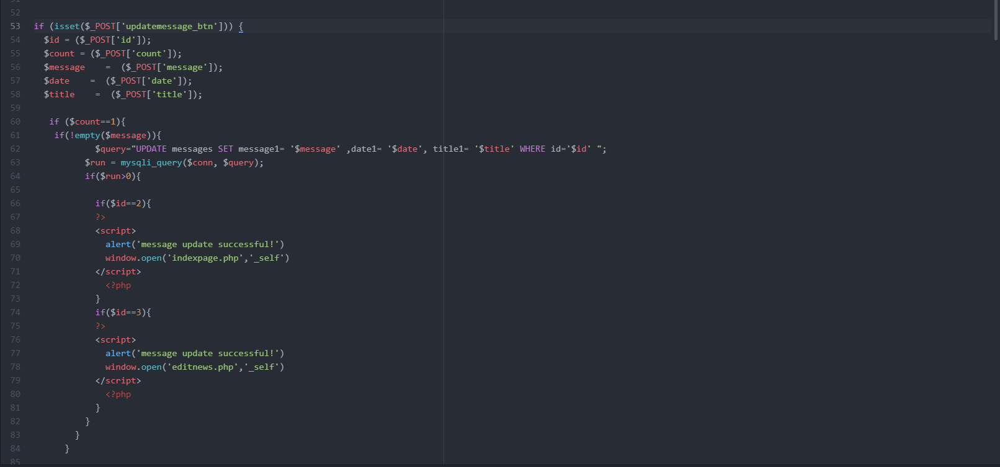 51
52
53 if (isset($_POST['updatemessage_btn'])) {
54 $id = ($_POST['id']);
55 $count = ($_POST['count']);
56 $message    =  ($_POST['message']);
57 $date    =  ($_POST['date']);
58 $title    =  ($_POST['title']);
59
60 if ($count==1){
61 if(!empty($message)){
62 $query="UPDATE messages SET message1= '$message' ,date1= '$date', title1= '$title' WHERE id='$id' ";
63 $run = mysqli_query($conn, $query);
64 if($run>0){
65
66 if($id==2){
67 ?>
68 <script>
69 alert('message update successful!')
70 window.open('indexpage.php','_self')
71 </script>
72 <?php
73 }
74 if($id==3){
75 ?>
76 <script>
77 alert('message update successful!')
78 window.open('editnews.php','_self')
79 </script>
80 <?php
81 }
82 }
83 }
84 }
85